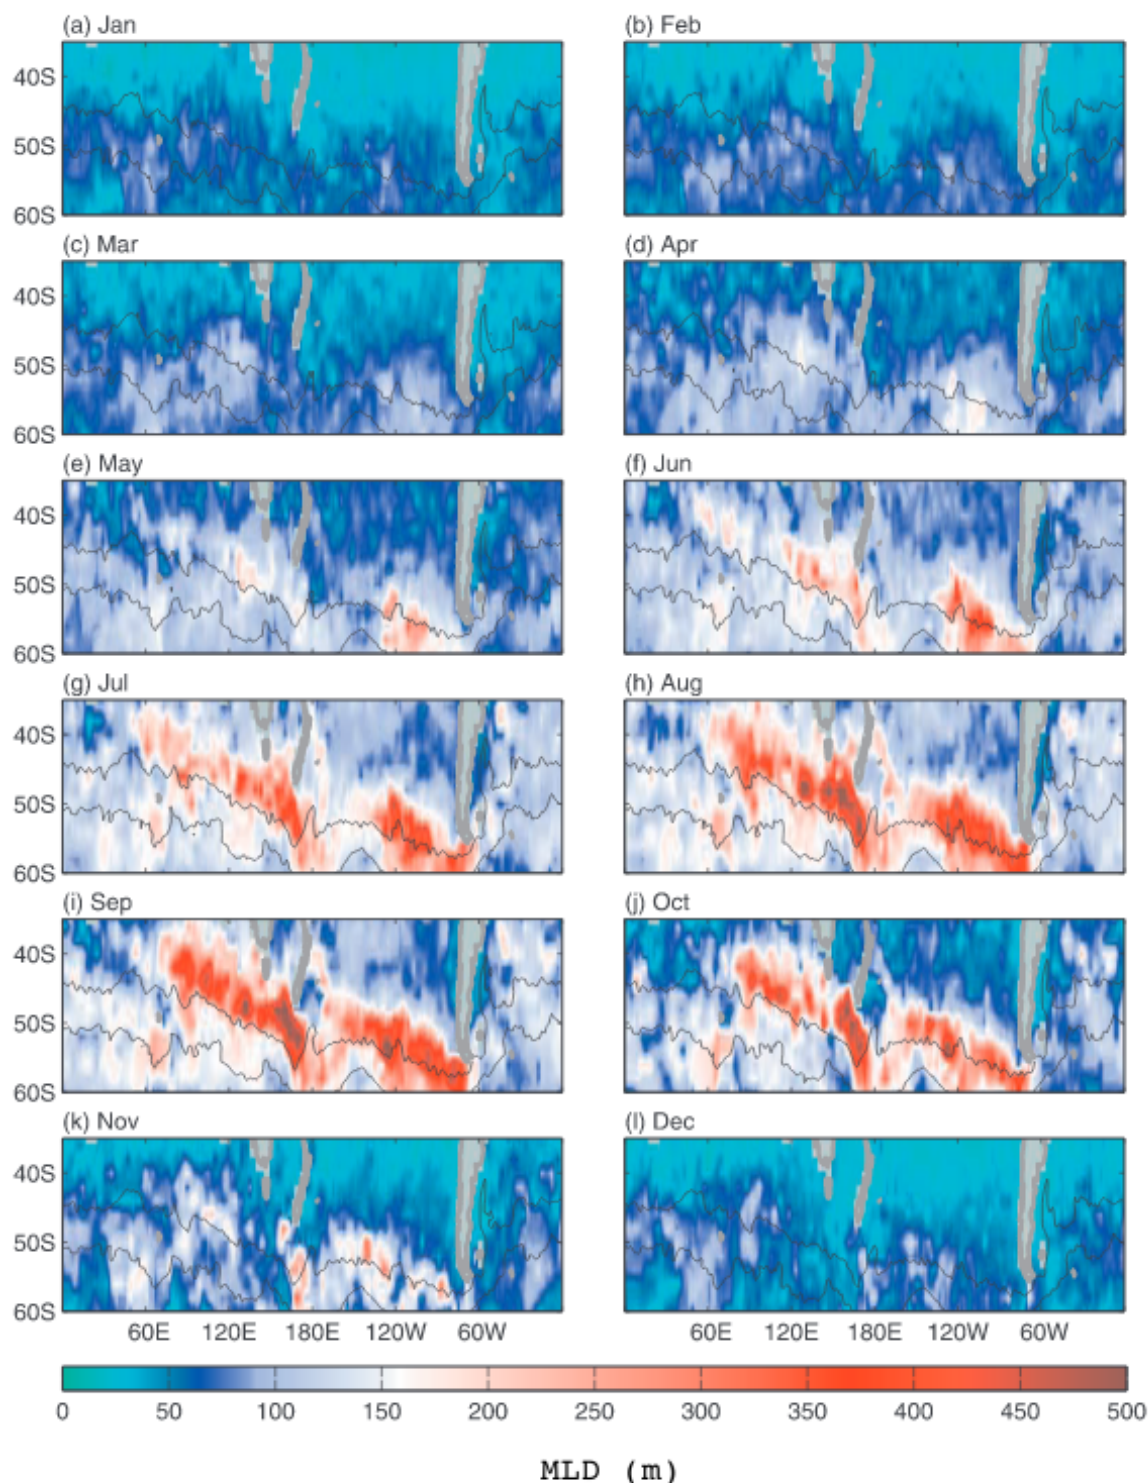 (a) Jan (b) Feb
40S
50S
60S
(c) Mar (d) Apr
40S
50S
60S
(e) May (f) Jun
40S
50S
60S
(g) Jul (h) Aug
40S
50S
60S
(i) Sep (j) Oct
40S
50S
60S
(k) Nov (l) Dec
40S
50S
60S
60E 120E 180E 120W 60W 60E 120E 180E 120W 60W
0 50 100 150 200 250 300 350 400 450 500
MLD (m)